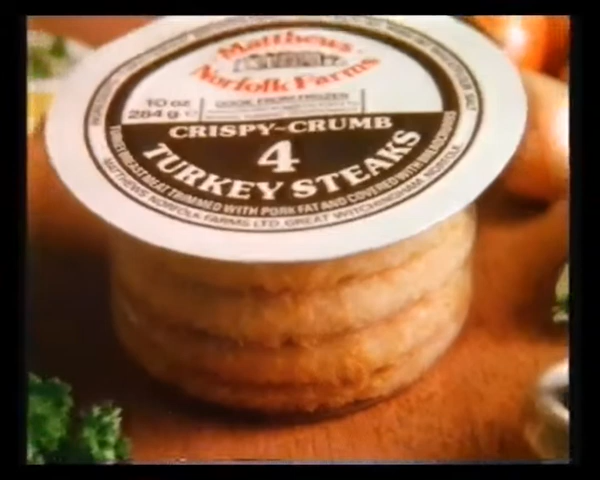 Matthews
Norfolk Farms
10 oz
284 g e
COOK FROM FROZEN
CRISPY-CRUMB
4
TURKEY STEAKS
TURKEY BREAST MEAT TRIMMED WITH PORK FAT AND COVERED WITH BREADCRUMBS
MATTHEWS NORFOLK FARMS LTD GREAT WITCHINGHAM NORFOLK